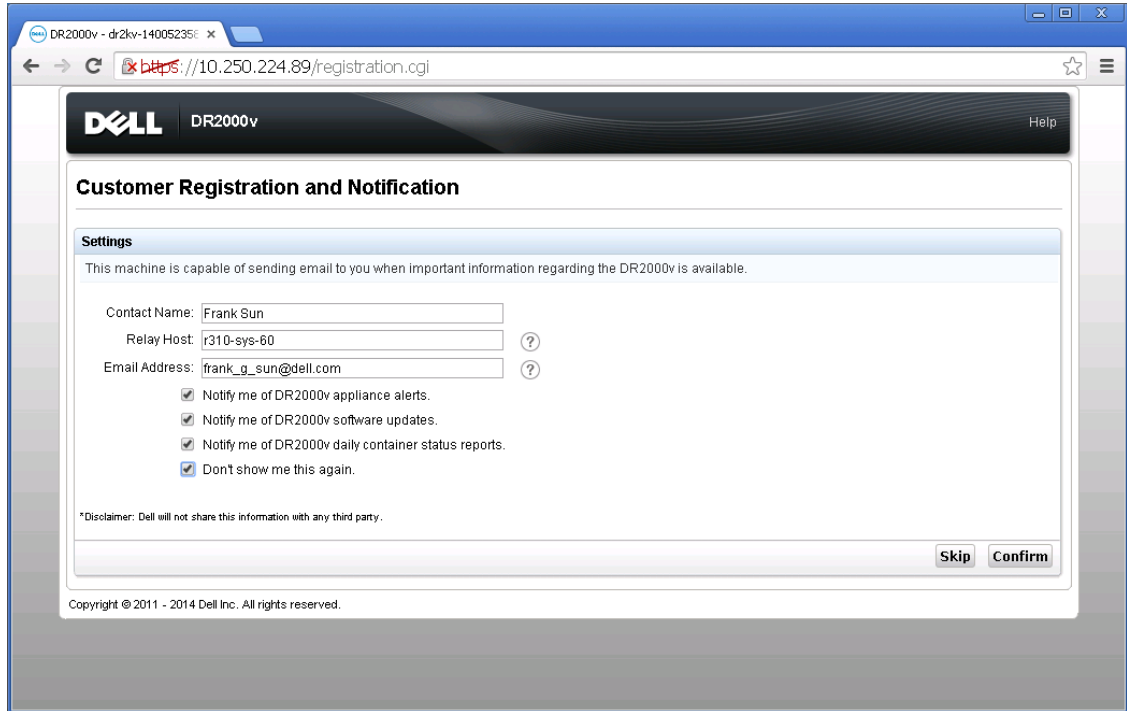 DR2000v - dr2kv-14005235
https://10.250.224.89/registration.cgi
DELL DR2000v Help
Customer Registration and Notification
Settings
This machine is capable of sending email to you when important information regarding the DR2000v is available.
Contact Name: Frank Sun
Relay Host: r310-sys-60 ?
Email Address: frank_g_sun@dell.com ?
Notify me of DR2000v appliance alerts.
Notify me of DR2000v software updates.
Notify me of DR2000v daily container status reports.
Don't show me this again.
*Disclaimer: Dell will not share this information with any third party.
Skip Confirm
Copyright © 2011 - 2014 Dell Inc. All rights reserved.